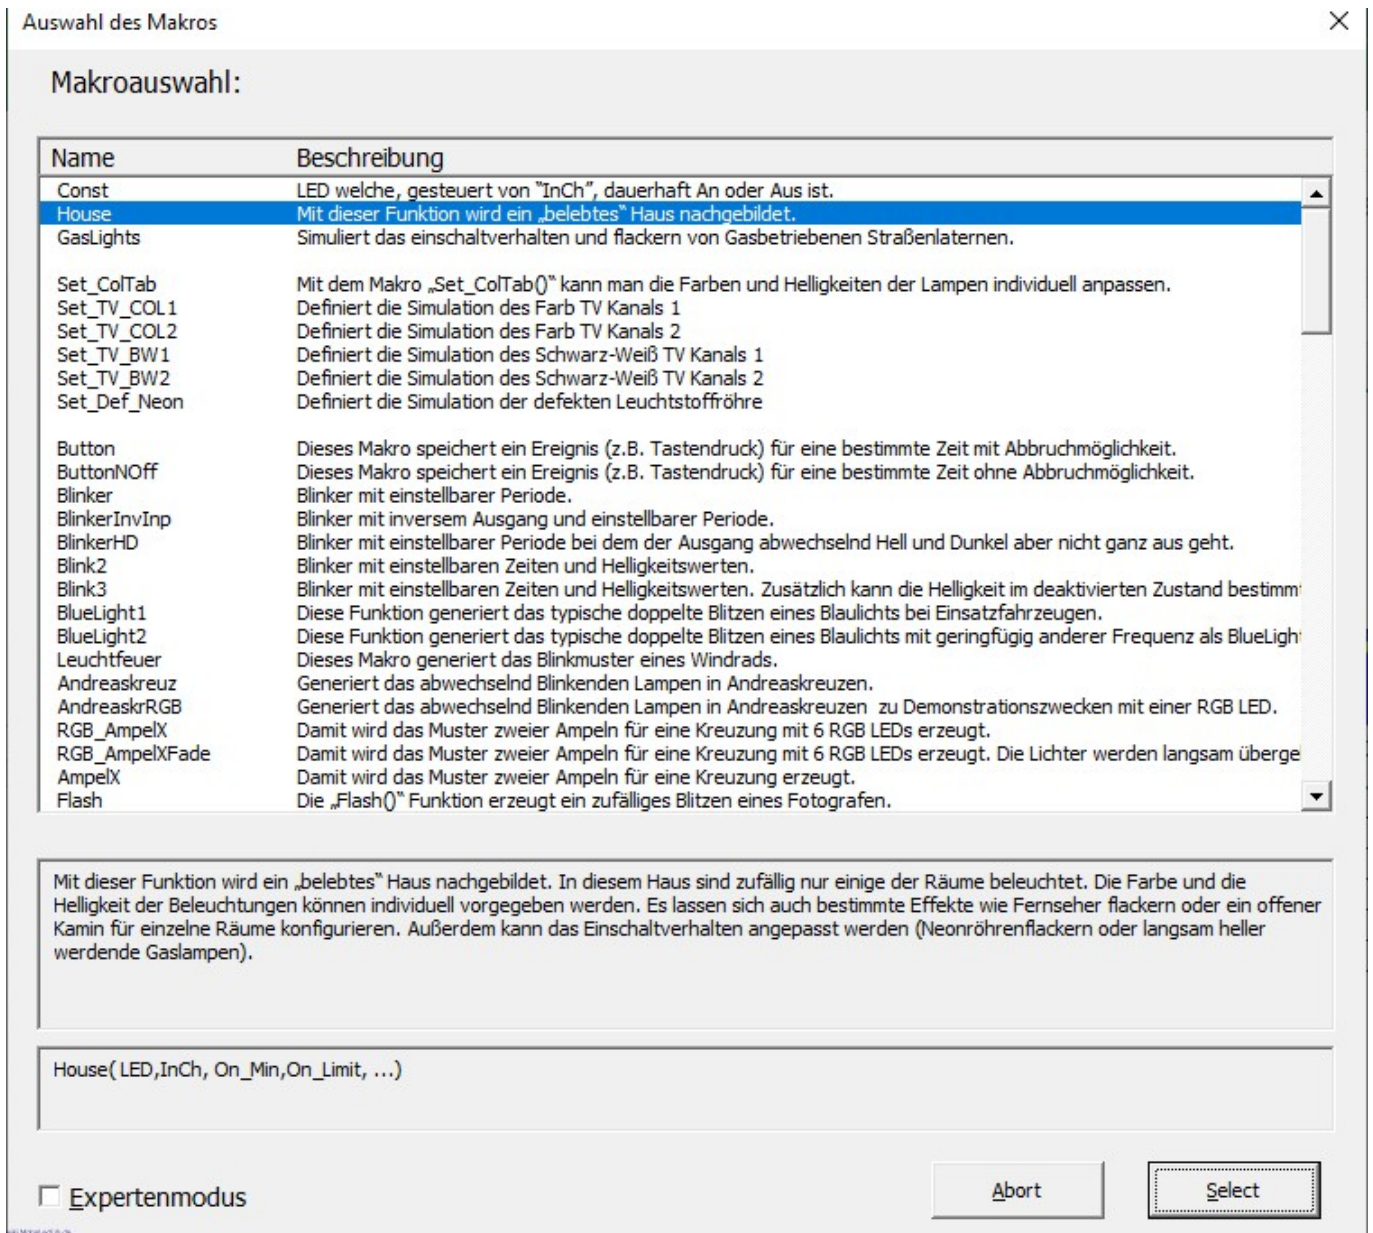 Auswahl des Makros
Makroauswahl:
Name Beschreibung
Const LED welche, gesteuert von "InCh", dauerhaft An oder Aus ist.
House Mit dieser Funktion wird ein „belebtes“ Haus nachgebildet.
GasLights Simuliert das einschaltverhalten und flackern von Gasbetriebenen Straßenlaternen.
Set_ColTab Mit dem Makro „Set_ColTab()“ kann man die Farben und Helligkeiten der Lampen individuell anpassen.
Set_TV_COL1 Definiert die Simulation des Farb TV Kanals 1
Set_TV_COL2 Definiert die Simulation des Farb TV Kanals 2
Set_TV_BW1 Definiert die Simulation des Schwarz-Weiß TV Kanals 1
Set_TV_BW2 Definiert die Simulation des Schwarz-Weiß TV Kanals 2
Set_Def_Neon Definiert die Simulation der defekten Leuchtstoffröhre
Button Dieses Makro speichert ein Ereignis (z.B. Tastendruck) für eine bestimmte Zeit mit Abbruchmöglichkeit.
ButtonNOff Dieses Makro speichert ein Ereignis (z.B. Tastendruck) für eine bestimmte Zeit ohne Abbruchmöglichkeit.
Blinker Blinker mit einstellbarer Periode.
BlinkerInvInp Blinker mit inversem Ausgang und einstellbarer Periode.
BlinkerHD Blinker mit einstellbarer Periode bei dem der Ausgang abwechselnd Hell und Dunkel aber nicht ganz aus geht.
Blink2 Blinker mit einstellbaren Zeiten und Helligkeitswerten.
Blink3 Blinker mit einstellbaren Zeiten und Helligkeitswerten. Zusätzlich kann die Helligkeit im deaktivierten Zustand bestimm
BlueLight1 Diese Funktion generiert das typische doppelte Blitzen eines Blaulichts bei Einsatzfahrzeugen.
BlueLight2 Diese Funktion generiert das typische doppelte Blitzen eines Blaulichts mit geringfügig anderer Frequenz als BlueLigh
Leuchtfeuer Dieses Makro generiert das Blinkmuster eines Windrads.
Andreaskreuz Generiert das abwechselnd Blinkenden Lampen in Andreaskreuzen.
AndreaskrRGB Generiert das abwechselnd Blinkenden Lampen in Andreaskreuzen zu Demonstrationszwecken mit einer RGB LED.
RGB_AmpelX Damit wird das Muster zweier Ampeln für eine Kreuzung mit 6 RGB LEDs erzeugt.
RGB_AmpelXFade Damit wird das Muster zweier Ampeln für eine Kreuzung mit 6 RGB LEDs erzeugt. Die Lichter werden langsam überge
AmpelX Damit wird das Muster zweier Ampeln für eine Kreuzung erzeugt.
Flash Die „Flash()“ Funktion erzeugt ein zufälliges Blitzen eines Fotografen.
Mit dieser Funktion wird ein „belebtes“ Haus nachgebildet. In diesem Haus sind zufällig nur einige der Räume beleuchtet. Die Farbe und die
Helligkeit der Beleuchtungen können individuell vorgegeben werden. Es lassen sich auch bestimmte Effekte wie Fernseher flackern oder ein offener
Kamin für einzelne Räume konfigurieren. Außerdem kann das Einschaltverhalten angepasst werden (Neonröhrenflackern oder langsam heller
werdende Gaslampen).
House( LED,InCh, On_Min,On_Limit, ...)
Expertenmodus Abort Select